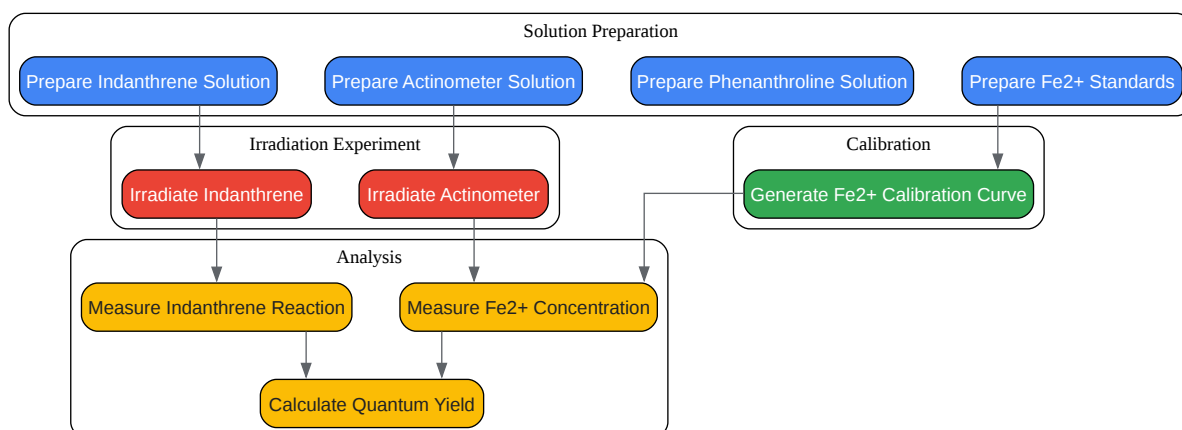 Solution Preparation
Prepare Indanthrene Solution
Prepare Actinometer Solution
Prepare Phenanthroline Solution
Prepare Fe2+ Standards
Irradiation Experiment
Calibration
Irradiate Indanthrene
Irradiate Actinometer
Generate Fe2+ Calibration Curve
Analysis
Measure Indanthrene Reaction
Measure Fe2+ Concentration
Calculate Quantum Yield